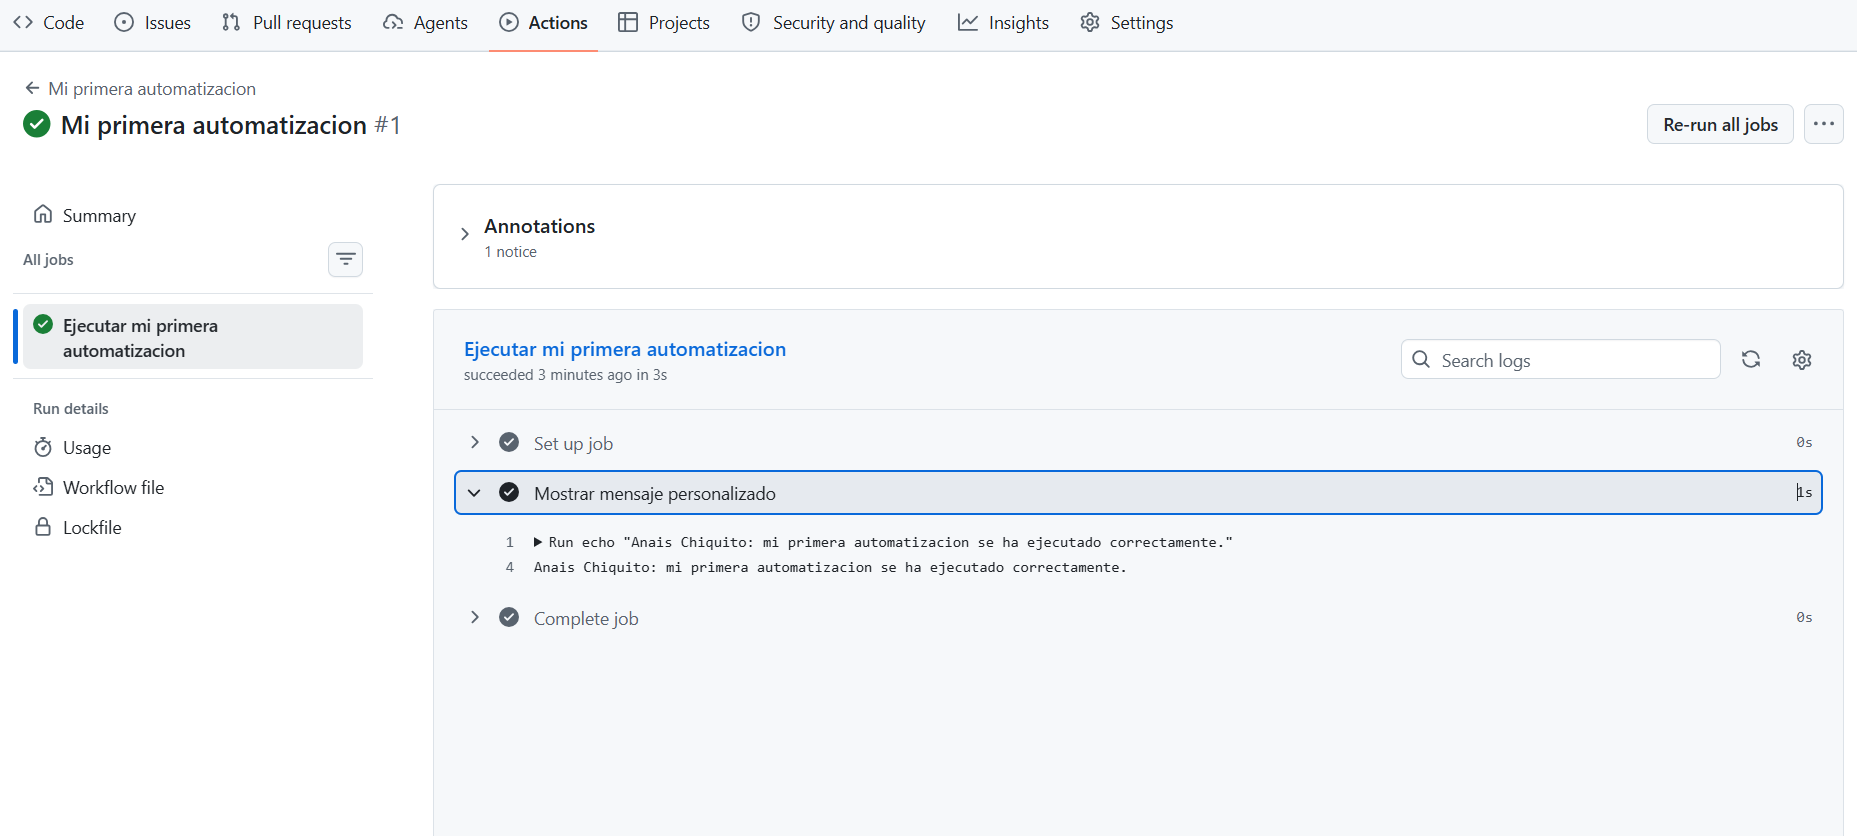 Code Issues Pull requests Agents Actions Projects Security and quality Insights Settings
Mi primera automatizacion
Mi primera automatizacion #1
Re-run all jobs
Summary
All jobs
Ejecutar mi primera
automatizacion
Run details
Usage
Workflow file
Lockfile
Annotations
1 notice
Ejecutar mi primera automatizacion
succeeded 3 minutes ago in 3s
Search logs
Set up job 0s
Mostrar mensaje personalizado 1s
1 Run echo "Anais Chiquito: mi primera automatizacion se ha ejecutado correctamente."
4 Anais Chiquito: mi primera automatizacion se ha ejecutado correctamente.
Complete job 0s